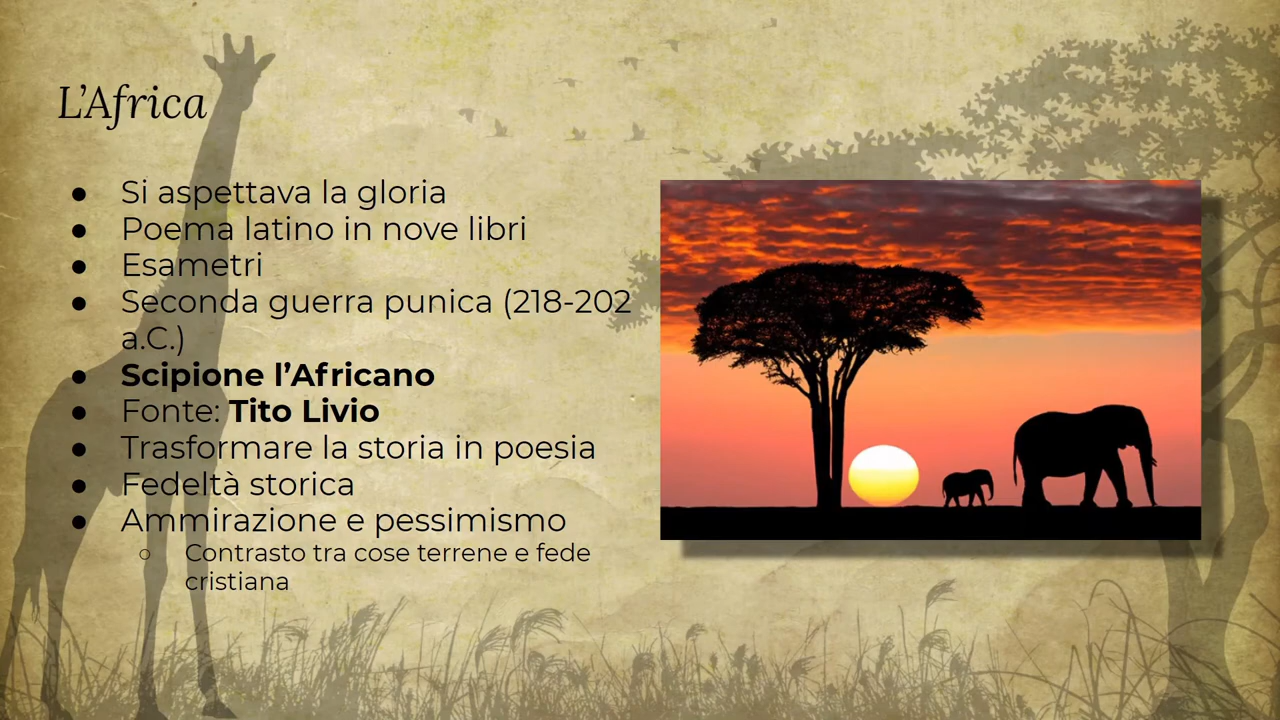 L’Africa
● Si aspettava la gloria
● Poema latino in nove libri
● Esametri
● Seconda guerra punica (218-202
a.C.)
● Scipione l’Africano
● Fonte: Tito Livio
● Trasformare la storia in poesia
● Fedeltà storica
● Ammirazione e pessimismo
○ Contrasto tra cose terrene e fede
cristiana